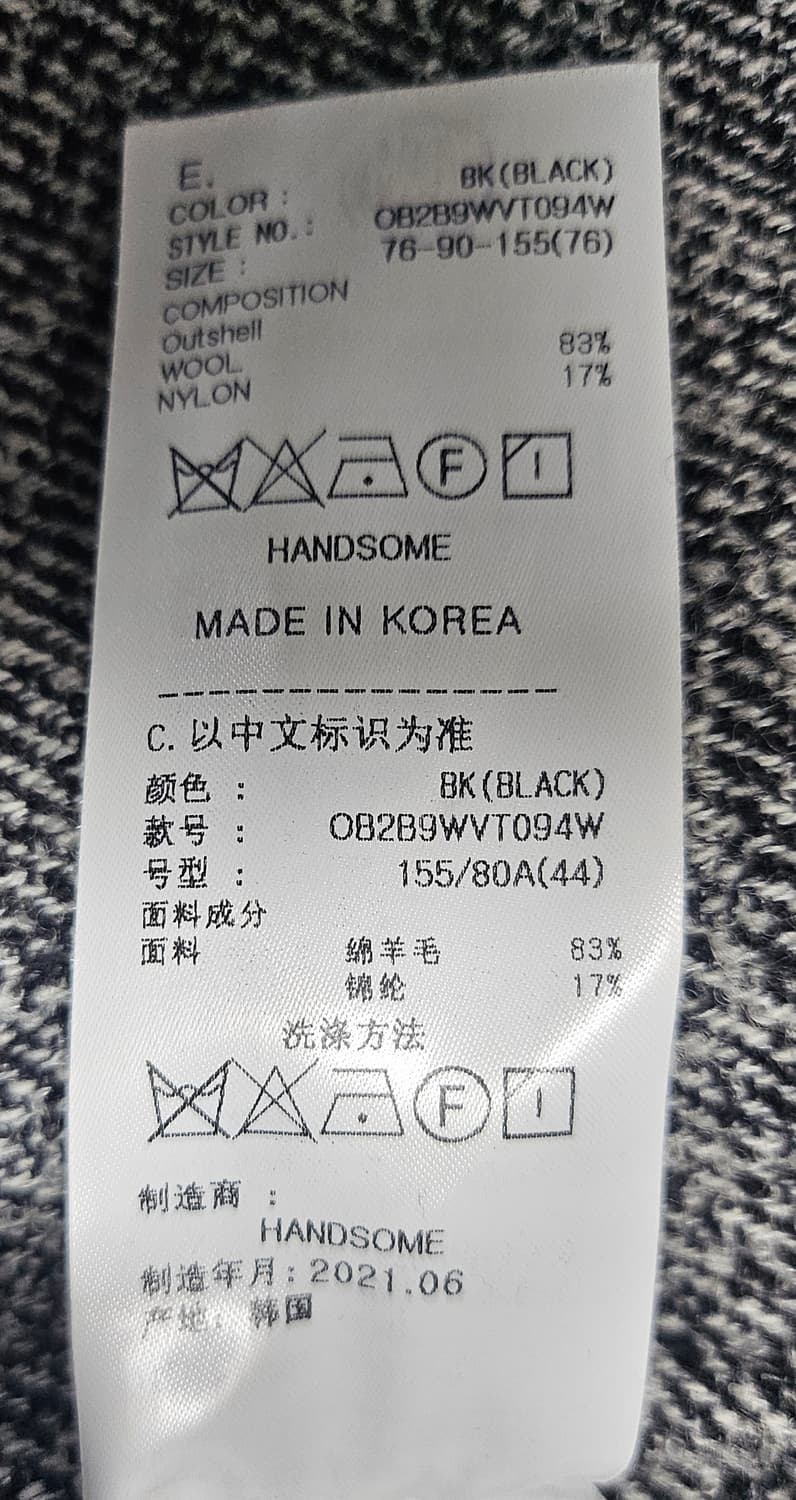 E.
COLOR : BK(BLACK)
STYLE NO.: OB2B9WVT094W
SIZE : 76-90-155(76)
COMPOSITION
Outshell
WOOL 83%
NYLON 17%
F
HANDSOME
MADE IN KOREA
C. 以中文标识为准
颜色 : BK(BLACK)
款号 : OB2B9WVT094W
号型 : 155/80A(44)
面料成分
面料 绵羊毛 83%
锦纶 17%
洗涤方法
F
制造商 :
HANDSOME
制造年月: 2021.06
产地: 韩国